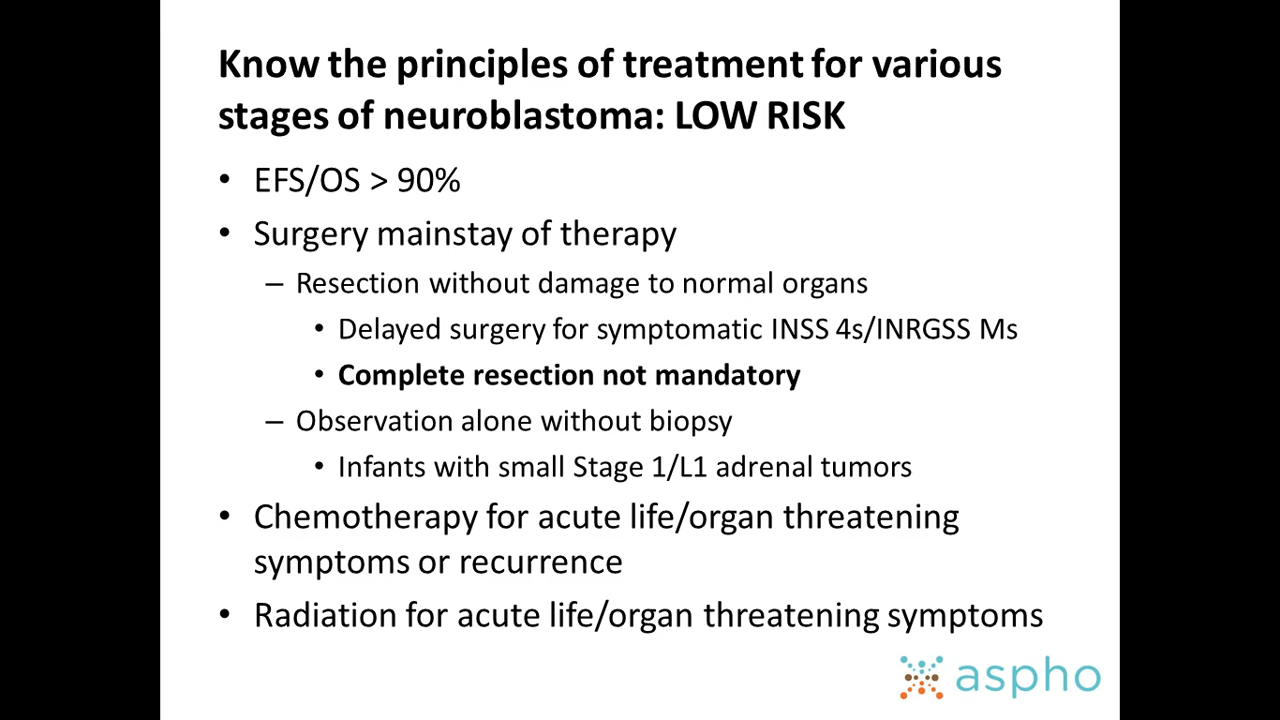 Know the principles of treatment for various
stages of neuroblastoma: LOW RISK
• EFS/OS > 90%
• Surgery mainstay of therapy
– Resection without damage to normal organs
• Delayed surgery for symptomatic INSS 4s/INRGSS Ms
• Complete resection not mandatory
– Observation alone without biopsy
• Infants with small Stage 1/L1 adrenal tumors
• Chemotherapy for acute life/organ threatening
symptoms or recurrence
• Radiation for acute life/organ threatening symptoms
aspho